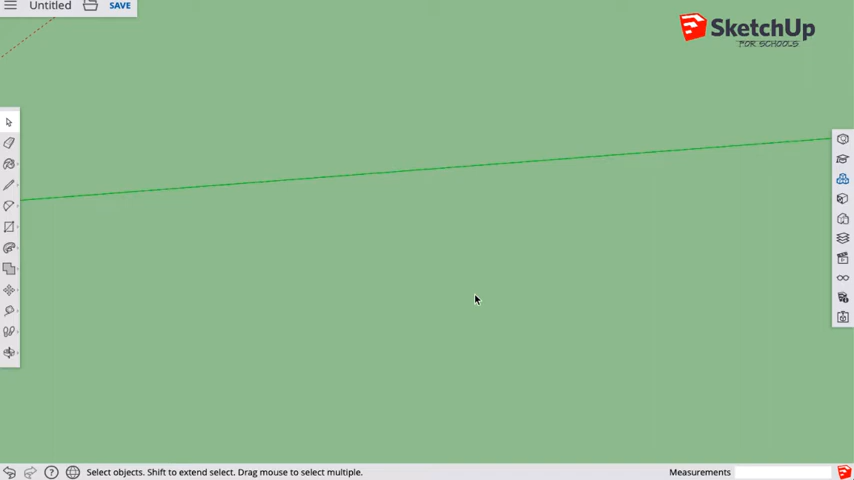 Untitled
SAVE
SketchUp
FOR SCHOOLS
Select objects. Shift to extend select. Drag mouse to select multiple.
Measurements